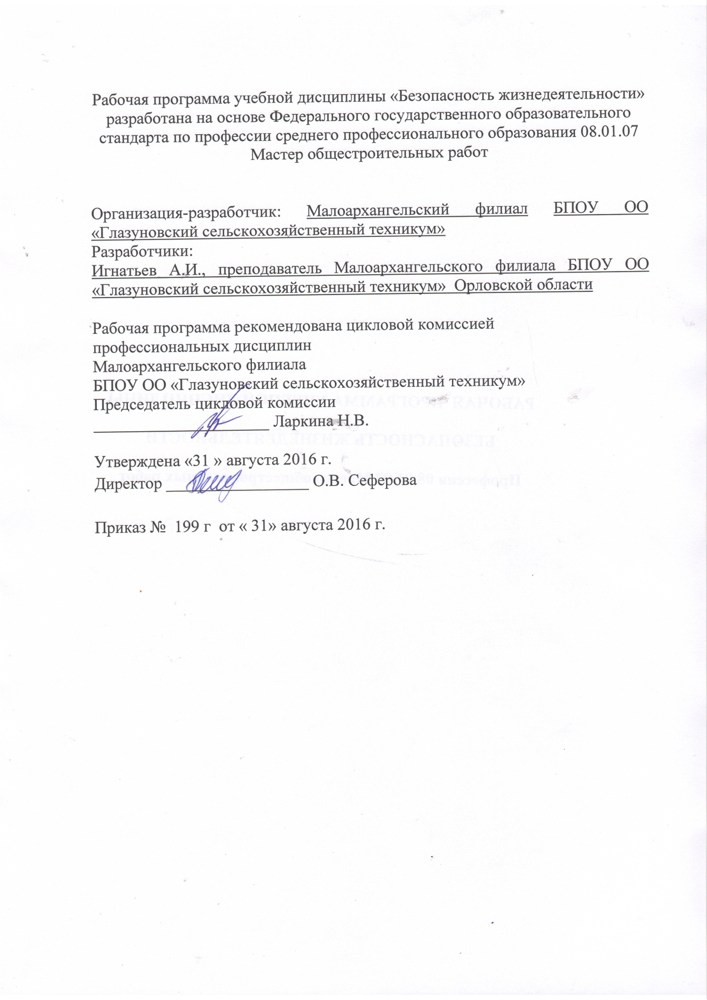 Рабочая программа учебной дисциплины «Безопасность жизнедеятельности»
разработана на основе Федерального государственного образовательного
стандарта по профессии среднего профессионального образования 08.01.07
Мастер общестроительных работ
Организация-разработчик: Малоархангельский филиал БПОУ ОО
«Глазуновский сельскохозяйственный техникум»
Разработчики:
Игнатьев А.И., преподаватель Малоархангельского филиала БПОУ ОО
«Глазуновский сельскохозяйственный техникум» Орловской области
Рабочая программа рекомендована цикловой комиссией
профессиональных дисциплин
Малоархангельского филиала
БПОУ ОО «Глазуновский сельскохозяйственный техникум»
Председатель цикловой комиссии
_____________________ Ларкина Н.В.
Утверждена «31 » августа 2016 г.
Директор _________________ О.В. Сеферова
Приказ № 199 г от « 31» августа 2016 г.